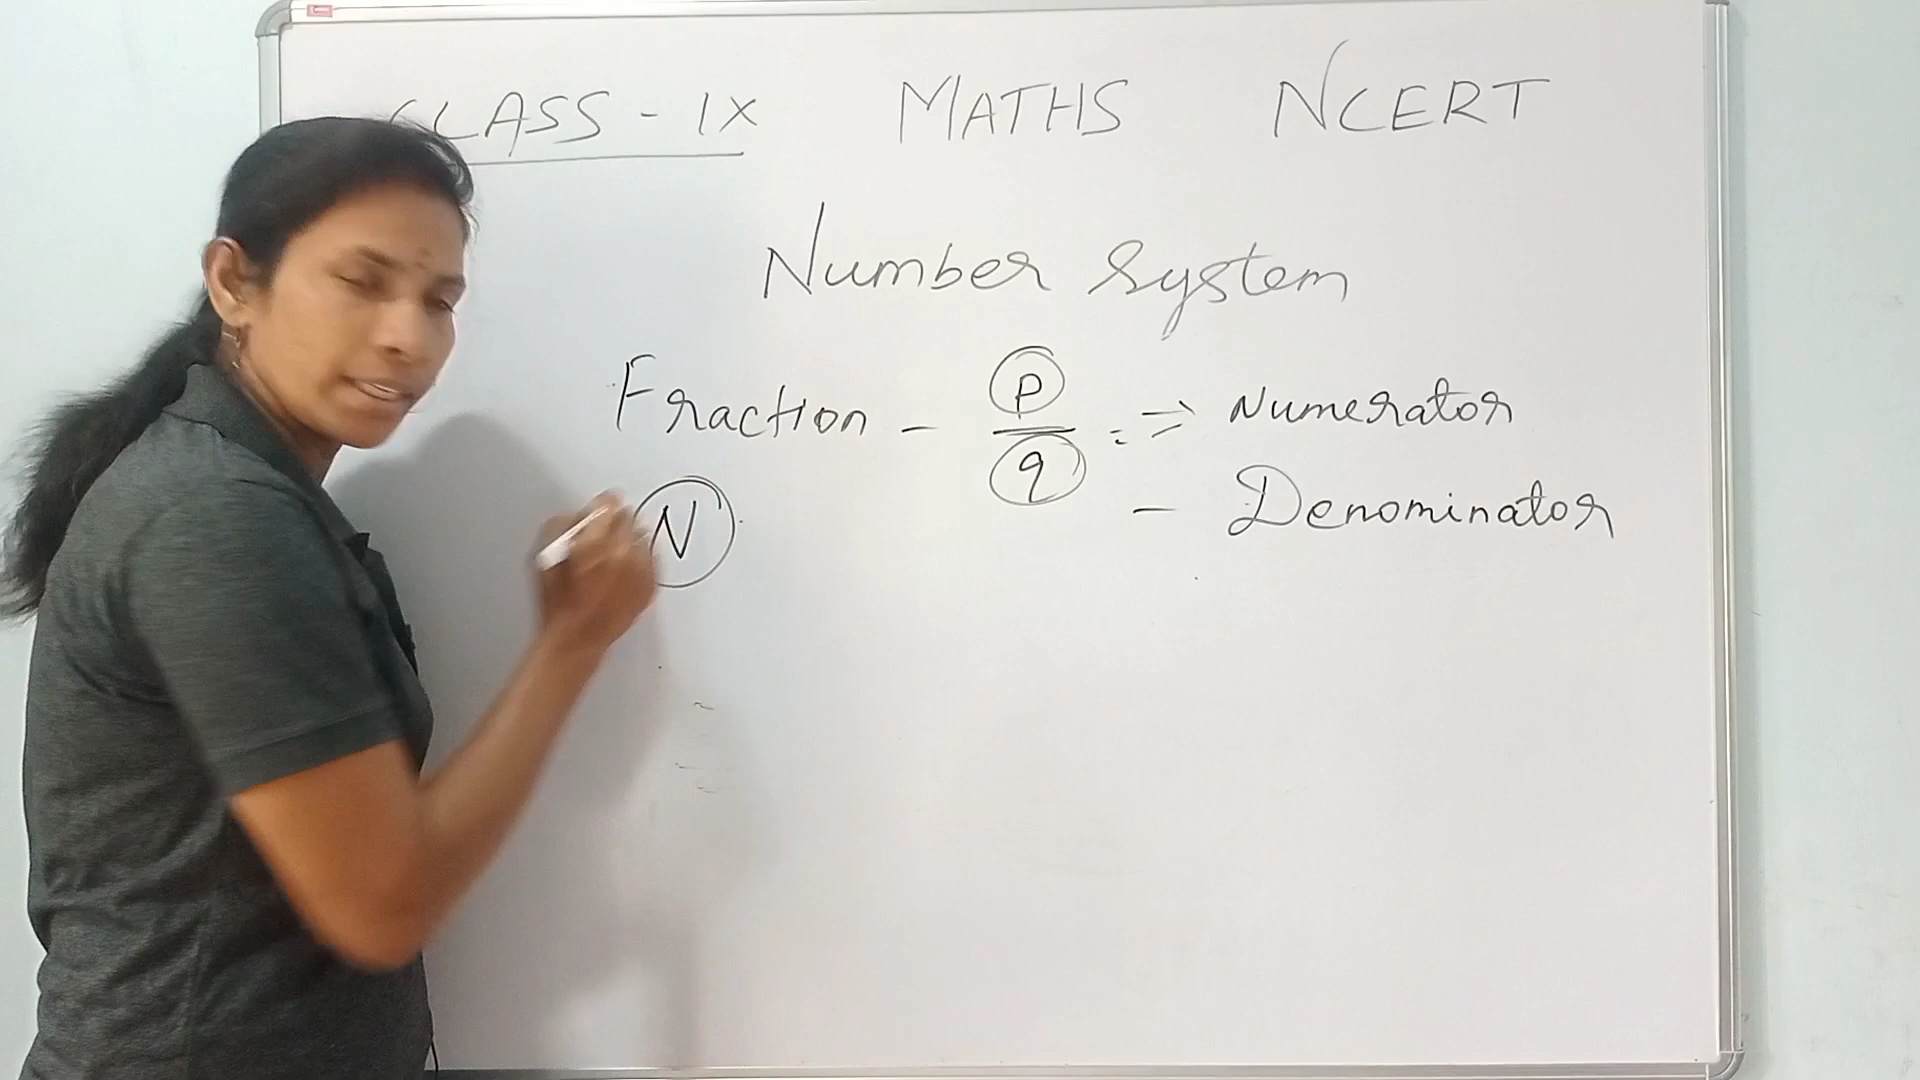 CLASS - IX MATHS NCERT
Number System
Fraction - p/q => Numerator
- Denominator
N